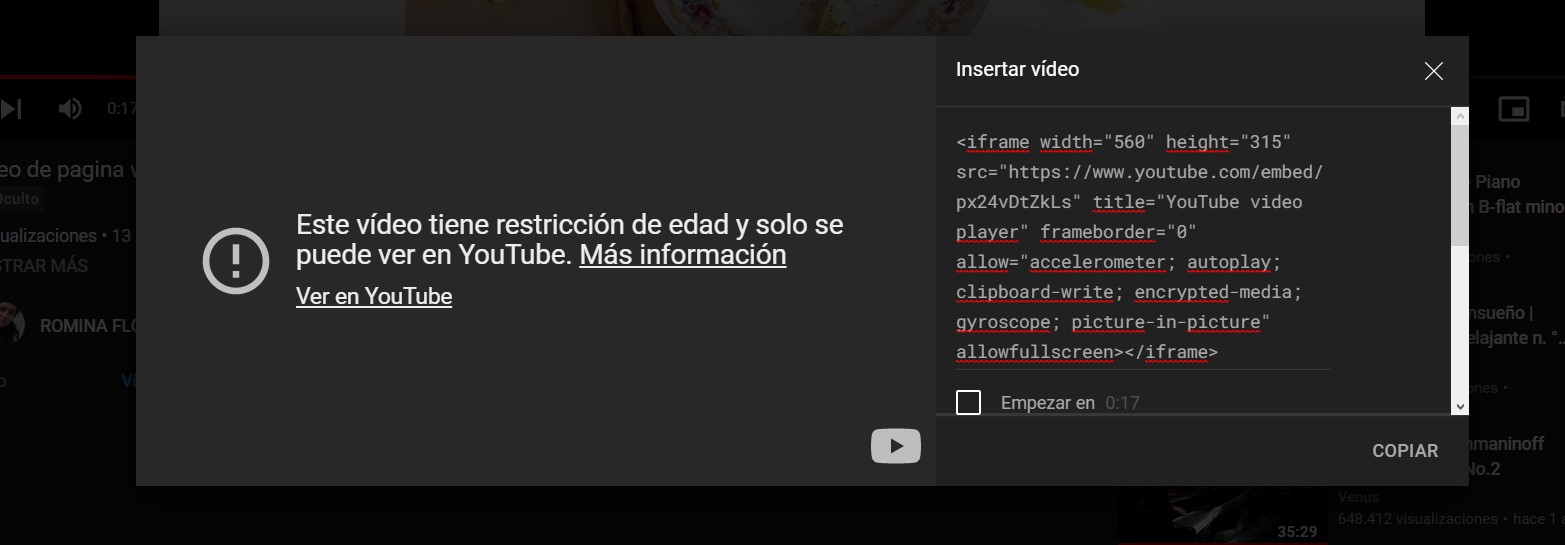 Insertar vídeo
<iframe width="560" height="315"
src="https://www.youtube.com/embed/
px24vDtZkLs" title="YouTube video
player" frameborder="0"
allow="accelerometer; autoplay;
clipboard-write; encrypted-media;
gyroscope; picture-in-picture"
allowfullscreen></iframe>
Empezar en 0:17
COPIAR
Este vídeo tiene restricción de edad y solo se
puede ver en YouTube. Más información
Ver en YouTube
0:17
eo de pagina
Oculto
ualizaciones • 13
STRAR MÁS
ROMINA FLO
Piano
B-flat mino
ones •
nsueño |
elajante n.
ones •
nmaninoff
No.2
Venus
648.412 visualizaciones • hace 1
35:29